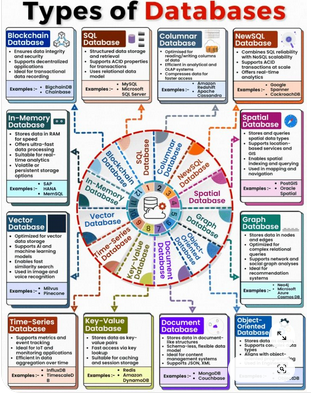 Types of Databases
Blockchain
Database
Ensures data integrity
and security
Supports decentralized
applications
Ideal for transactional
data recording
Examples :- • BigchainDB
Chainbase
SQL
Database
Structured data storage
and retrieval
Supports ACID properties
for transactions
Uses relational data
model
Examples :- • MySQL
Microsoft
SQL Server
Columnar
Database
Optimized for
reading/writing columns
of data
Efficient in analytical and
OLAP systems
Compresses data for
faster access
Examples :- • Amazon
Redshift
Apache
Cassandra
NewSQL
Database
Combines SQL reliability
with NoSQL scalability
Supports ACID
transactions at scale
Offers real-time
analytics
Examples :- • Google
Spanner
CockroachDB
In-Memory
Database
Stores data in RAM
for speed
Offers ultra-fast
data processing
Suitable for real-
time analytics
Volatile or
persistent storage
options
Examples :- • SAP
HANA
MemSQL
Spatial
Database
Stores and queries
spatial data types
Supports location-
based services and
GIS
Enables spatial
indexing and querying
Used in mapping and
navigation
Examples :- • PostGIS
Oracle
Spatial
Blockchain
Database
SQL
Database
Columnar
Database
NewSQL
Database
In-Memory
Database
Spatial
Database
Vector
Database
Graph
Database
Time-Series
Database
Key-Value
Database
Document
Database
Object-
Oriented
Database
Vector
Database
Optimized for vector
data storage
Supports AI and
machine learning
models
Enables fast
similarity search
Used in image and
voice recognition
Examples :- • Milvus
Pinecone
Graph
Database
Stores data in nodes
and edges
Optimized for
complex relational
queries
Supports network and
social graph analyses
Ideal for
recommendation
systems
Examples :- • Neo4j
Microsoft
Azure
Cosmos DB
Time-Series
Database
Supports metrics and
event tracking
Ideal for IoT and
monitoring applications
Efficient in data
aggregation over time
Examples :- • InfluxDB
TimescaleD
B
Key-Value
Database
Stores data as key-
value pairs
Fast access via key
lookup
Suitable for caching
and session storage
Examples :- • Redis
Amazon
DynamoDB
Document
Database
Stores data in document-
like structures
Schema-less, flexible data
model
Ideal for content
management systems
Supports JSON, XML
Examples :- • MongoDB
Couchbase
Object-
Oriented
Database
Stores data
Supports
types
Aligns with object-
Examples :-